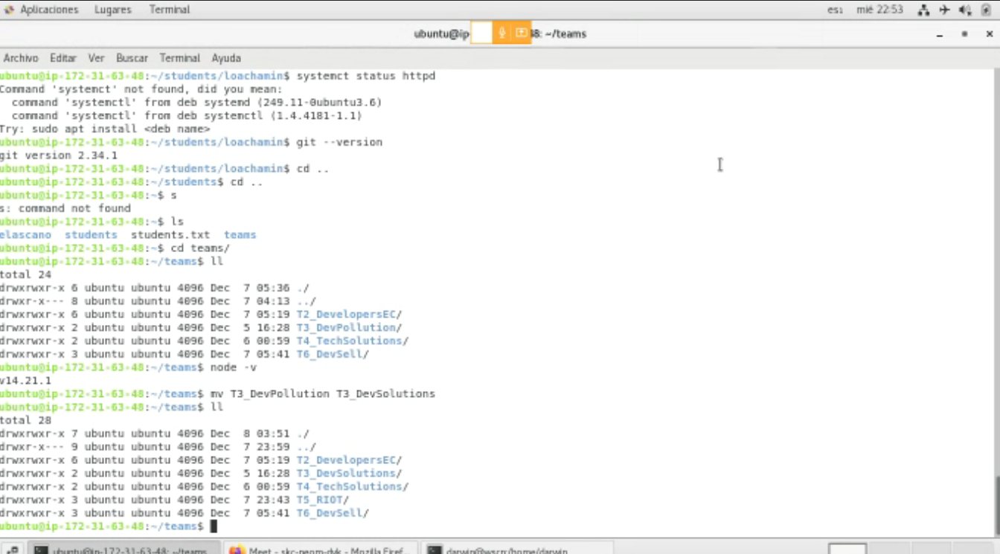 Aplicaciones Lugares Terminal
mié 22:53
~/teams
Archivo Editar Ver Buscar Terminal Ayuda
ubuntu@ip-172-31-63-48:~/students/loachamin$ systemct status httpd
Command 'systemct' not found, did you mean:
command 'systemctl' from deb systemd (249.11-0ubuntu3.6)
command 'systemctl' from deb systemctl (1.4.4181-1.1)
Try: sudo apt install <deb name>
ubuntu@ip-172-31-63-48:~/students/loachamin$ git --version
git version 2.34.1
ubuntu@ip-172-31-63-48:~/students/loachamin$ cd ..
ubuntu@ip-172-31-63-48:~/students$ cd ..
ubuntu@ip-172-31-63-48:~$ s
s: command not found
ubuntu@ip-172-31-63-48:~$ ls
elascano students students.txt teams
ubuntu@ip-172-31-63-48:~$ cd teams/
ubuntu@ip-172-31-63-48:~/teams$ ll
total 24
drwxrwxr-x 6 ubuntu ubuntu 4096 Dec 7 05:36 ./
drwxr-x--- 8 ubuntu ubuntu 4096 Dec 7 04:13 ../
drwxrwxr-x 6 ubuntu ubuntu 4096 Dec 7 05:19 T2_DevelopersEC/
drwxrwxr-x 2 ubuntu ubuntu 4096 Dec 5 16:28 T3_DevPollution/
drwxrwxr-x 2 ubuntu ubuntu 4096 Dec 6 00:59 T4_TechSolutions/
drwxrwxr-x 3 ubuntu ubuntu 4096 Dec 7 05:41 T6_DevSell/
ubuntu@ip-172-31-63-48:~/teams$ node -v
v14.21.1
ubuntu@ip-172-31-63-48:~/teams$ mv T3_DevPollution T3_DevSolutions
ubuntu@ip-172-31-63-48:~/teams$ ll
total 28
drwxrwxr-x 7 ubuntu ubuntu 4096 Dec 8 03:51 ./
drwxr-x--- 9 ubuntu ubuntu 4096 Dec 7 23:59 ../
drwxrwxr-x 6 ubuntu ubuntu 4096 Dec 7 05:19 T2_DevelopersEC/
drwxrwxr-x 2 ubuntu ubuntu 4096 Dec 5 16:28 T3_DevSolutions/
drwxrwxr-x 2 ubuntu ubuntu 4096 Dec 6 00:59 T4_TechSolutions/
drwxrwxr-x 3 ubuntu ubuntu 4096 Dec 7 23:43 T5_RIOT/
drwxrwxr-x 3 ubuntu ubuntu 4096 Dec 7 05:41 T6_DevSell/
ubuntu@ip-172-31-63-48:~/teams$
ubuntu@ip-172-31-63-48: ~/teams Meet - Mozilla Firef...